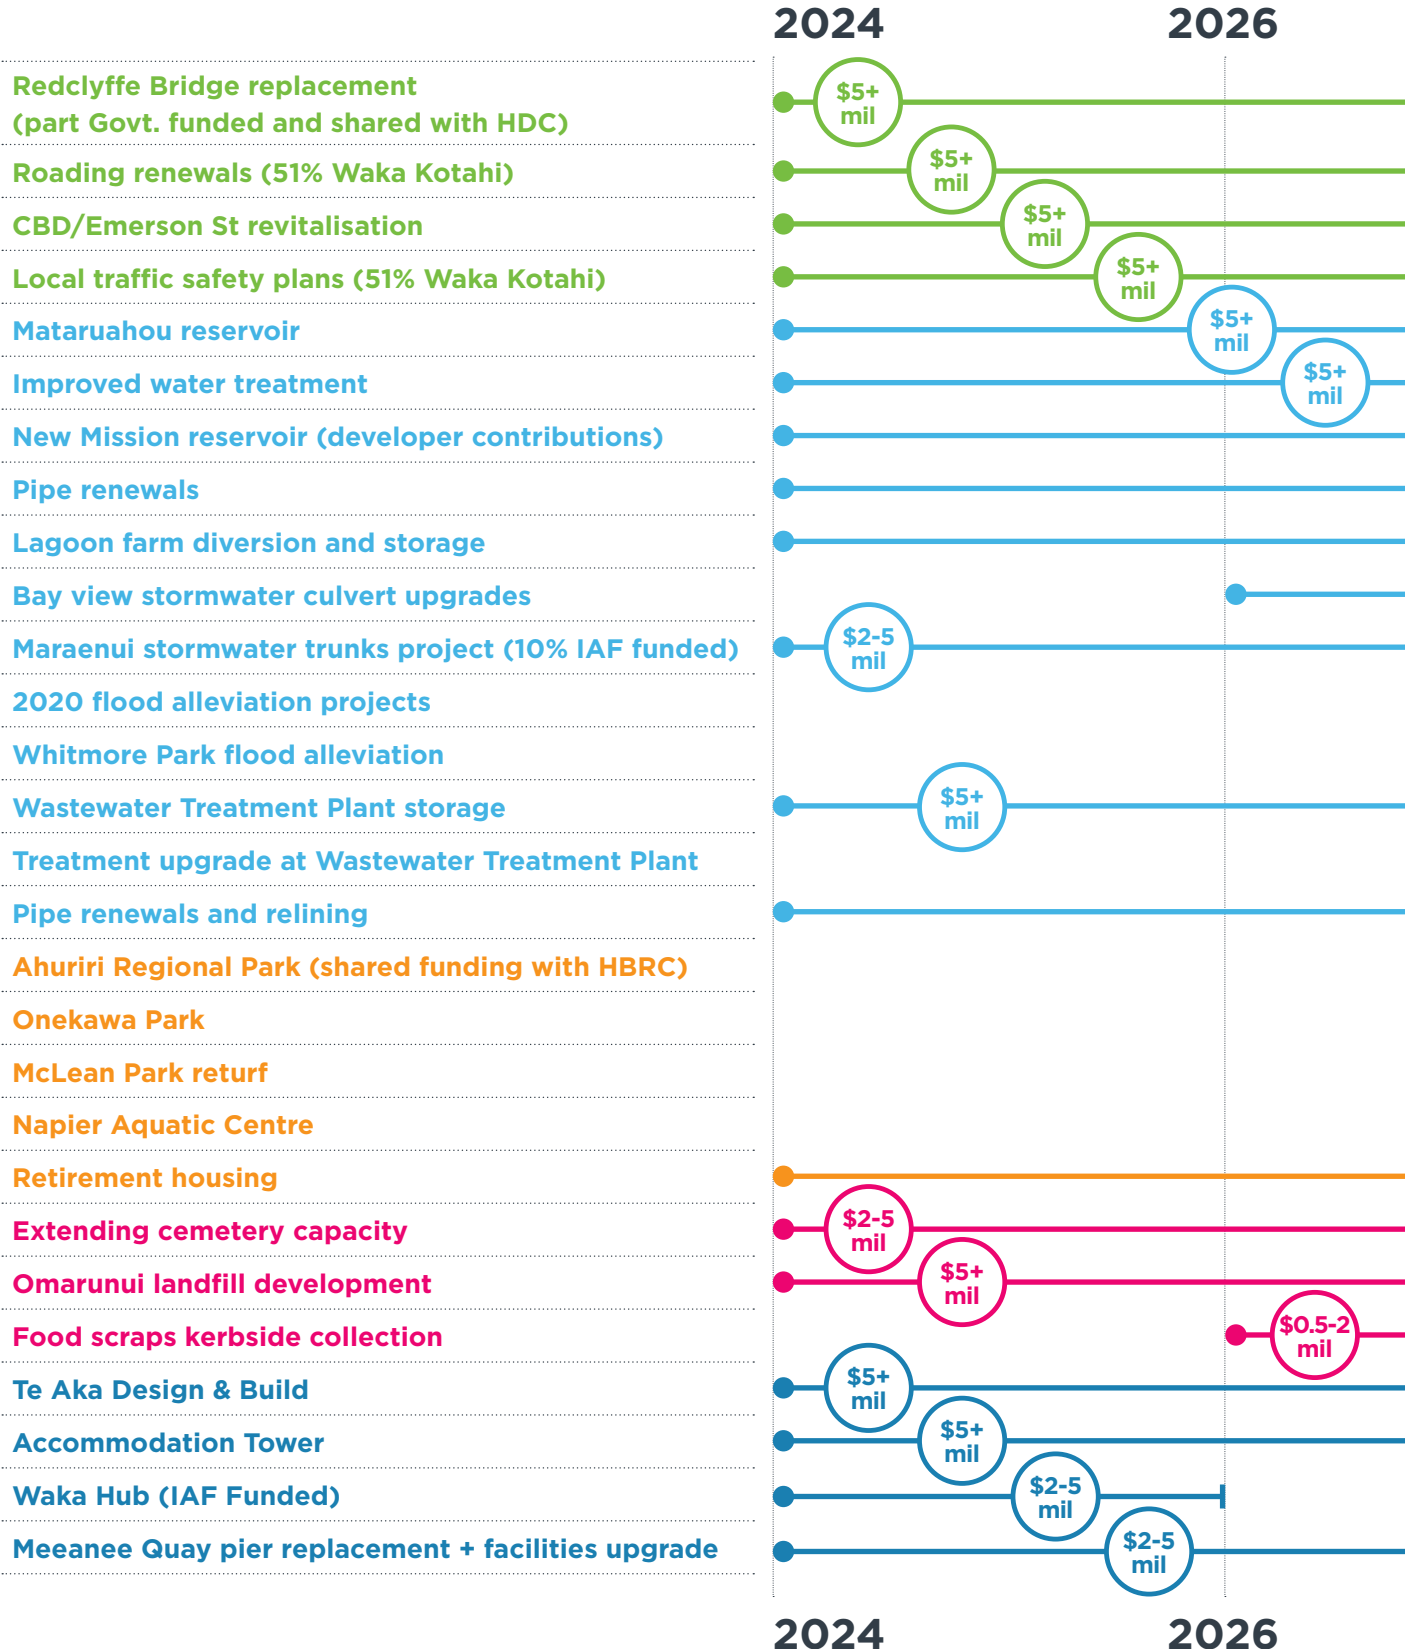 2024 2026
Redclyffe Bridge replacement
(part Govt. funded and shared with HDC)
$5+
mil
Roading renewals (51% Waka Kotahi)
$5+
mil
CBD/Emerson St revitalisation
$5+
mil
Local traffic safety plans (51% Waka Kotahi)
$5+
mil
Mataruahou reservoir
$5+
mil
Improved water treatment
$5+
mil
New Mission reservoir (developer contributions)
Pipe renewals
Lagoon farm diversion and storage
Bay view stormwater culvert upgrades
Maraenui stormwater trunks project (10% IAF funded)
$2-5
mil
2020 flood alleviation projects
Whitmore Park flood alleviation
Wastewater Treatment Plant storage
$5+
mil
Treatment upgrade at Wastewater Treatment Plant
Pipe renewals and relining
Ahuriri Regional Park (shared funding with HBRC)
Onekawa Park
McLean Park returf
Napier Aquatic Centre
Retirement housing
Extending cemetery capacity
$2-5
mil
Omarunui landfill development
$5+
mil
Food scraps kerbside collection
$0.5-2
mil
Te Aka Design & Build
$5+
mil
Accommodation Tower
$5+
mil
Waka Hub (IAF Funded)
$2-5
mil
Meeanee Quay pier replacement + facilities upgrade
$2-5
mil
2024 2026